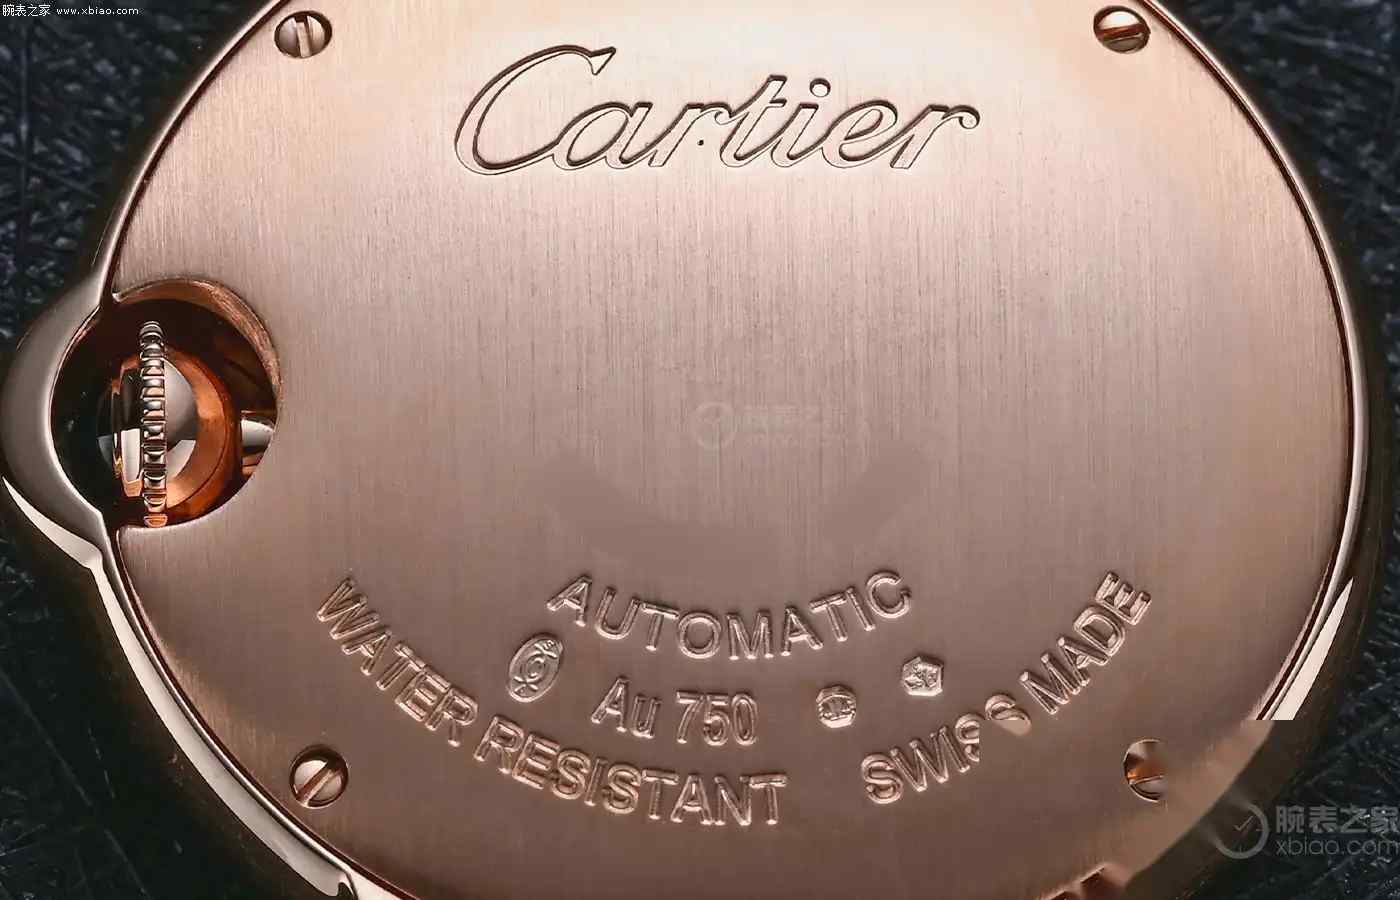 腕表之家 www.xbiao.com
Cartier
AUTOMATIC
Au 750
WATER RESISTANT
SWISS MADE
腕表之家
xbiao.com